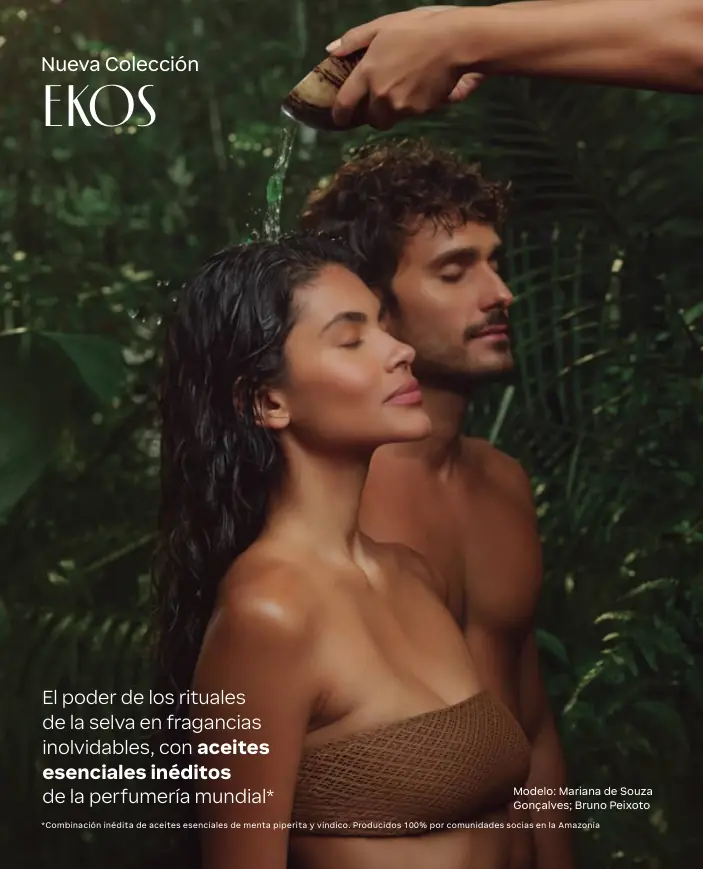 Nueva Colección
EKOS
El poder de los rituales
de la selva en fragancias
inolvidables, con aceites
esenciales inéditos
de la perfumería mundial*
Modelo: Mariana de Souza
Gonçalves; Bruno Peixoto
*Combinación inédita de aceites esenciales de menta piperita y vindico. Producidos 100% por comunidades socias en la Amazonía